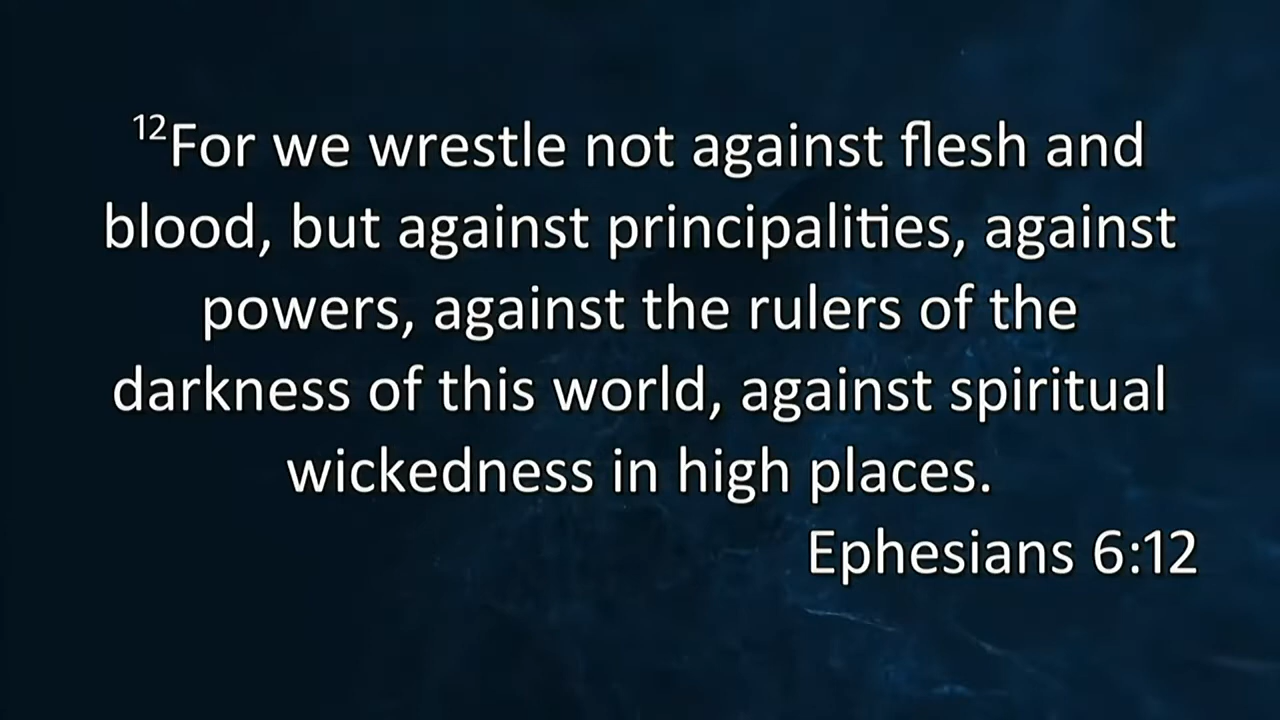 12For we wrestle not against flesh and
blood, but against principalities, against
powers, against the rulers of the
darkness of this world, against spiritual
wickedness in high places.
Ephesians 6:12